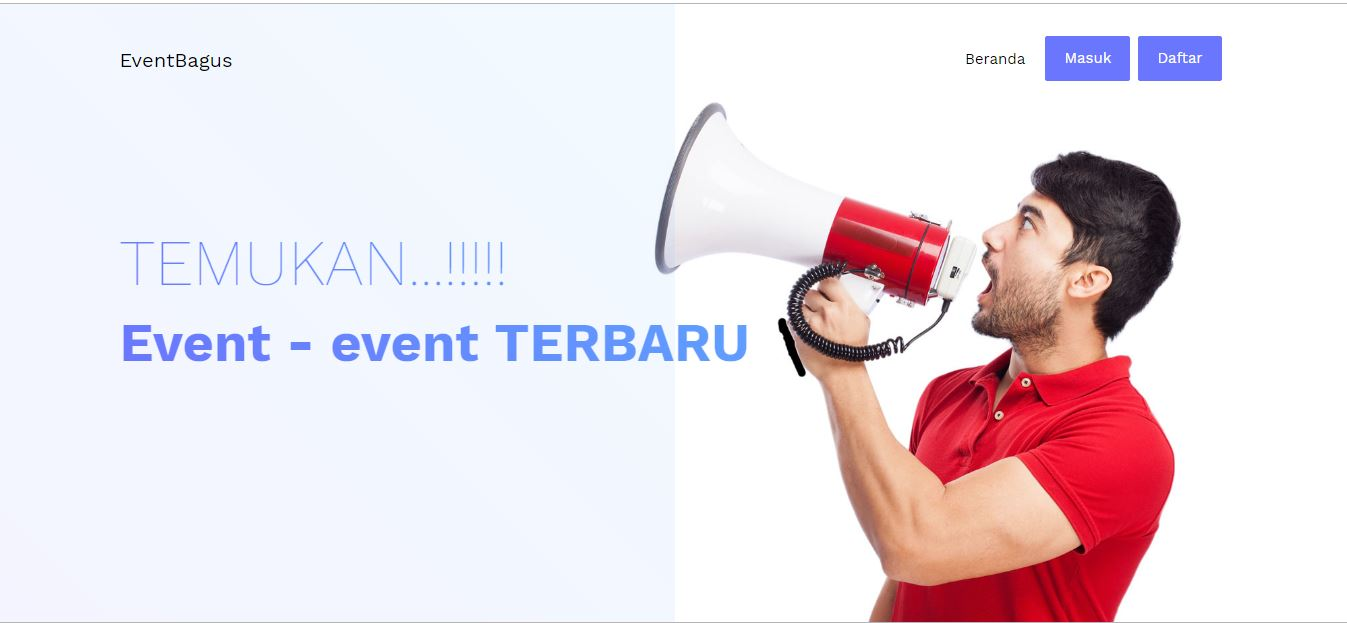 EventBagus
Beranda
Masuk
Daftar
TEMUKAN...!!!!!
Event - event TERBARU